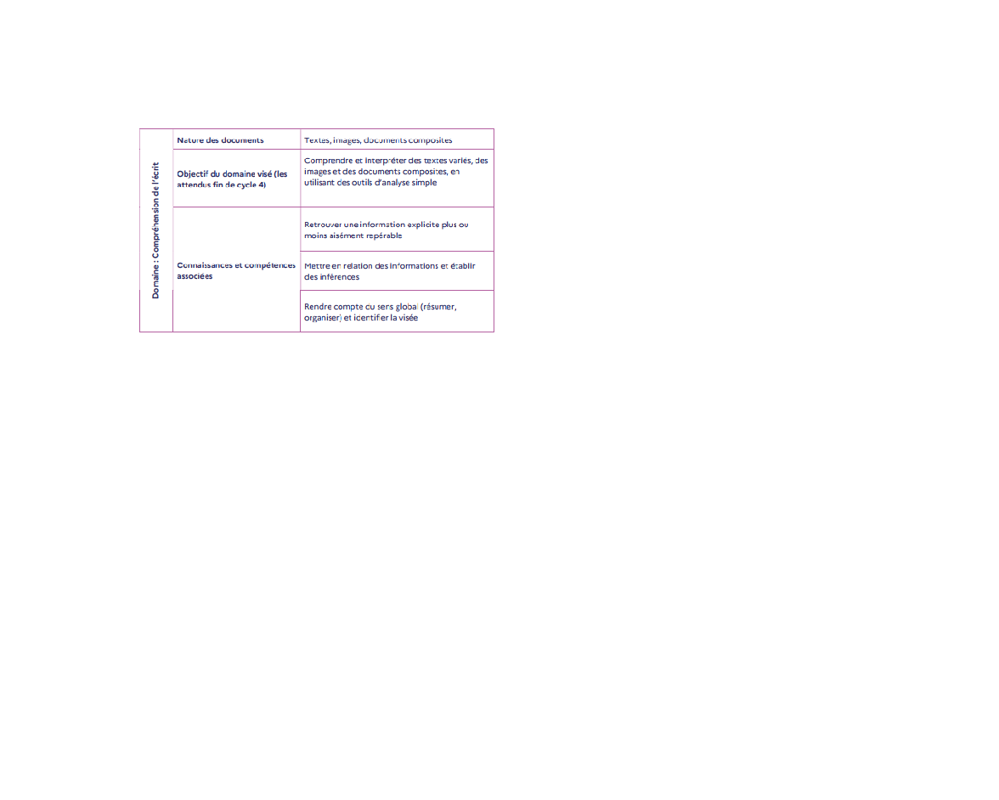 Domaine : Compréhension de l'écrit
Nature des documents
Textes, images, documents composites
Objectif du domaine visé (les
attendus fin de cycle 4)
Comprendre et interpréter des textes variés, des
images et des documents composites, en
utilisant des outils d'analyse simple
Connaissances et compétences
associées
Retrouver une information explicite plus ou
moins aisément repérable
Mettre en relation des informations et établir
des inférences
Rendre compte du sens global (résumer,
organiser) et identifier la visée